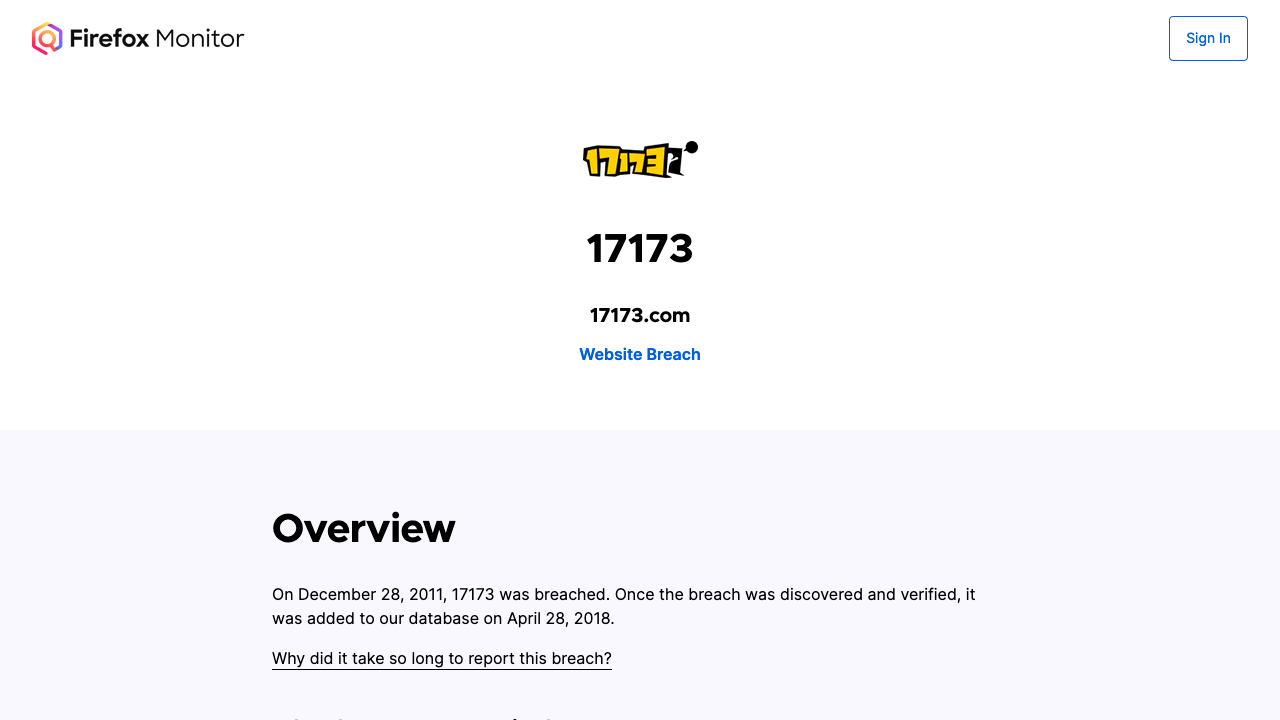 Firefox Monitor
Sign In
17173
17173
17173.com
Website Breach
Overview
On December 28, 2011, 17173 was breached. Once the breach was discovered and verified, it
was added to our database on April 28, 2018.
Why did it take so long to report this breach?